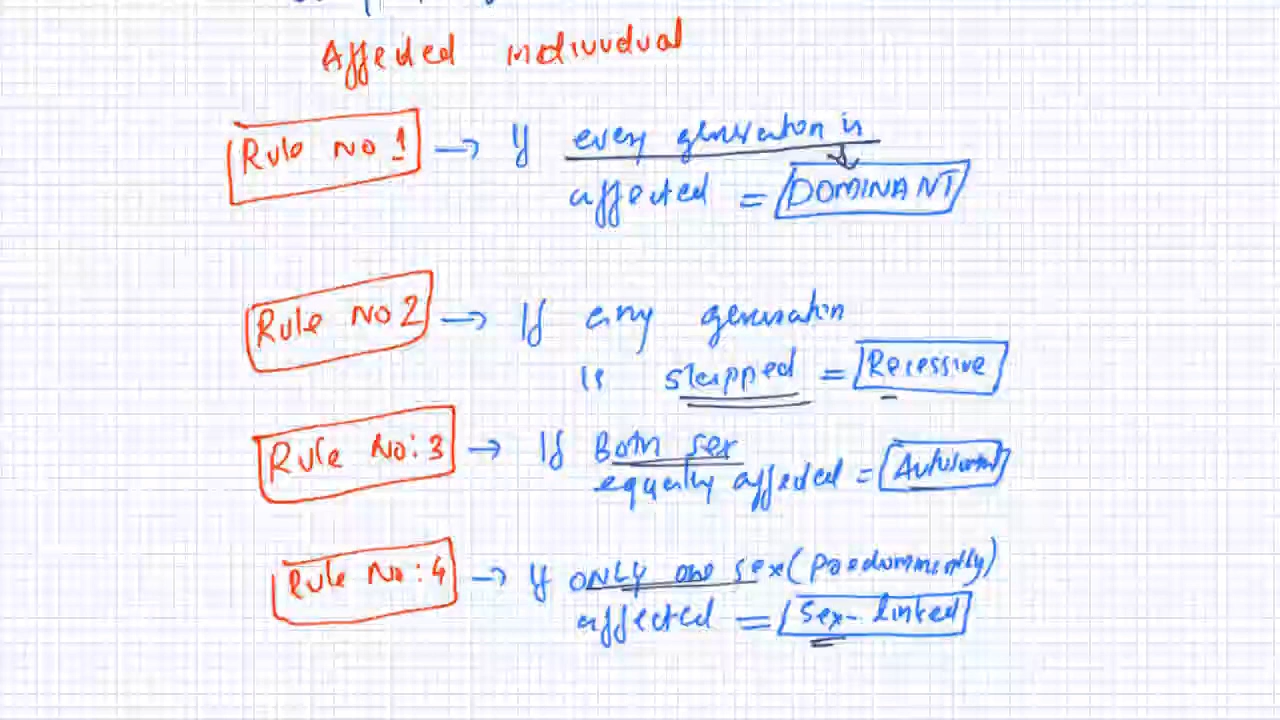 Affected individual
Rule No 1 → If every generation is
affected = DOMINANT
Rule No 2 → If any generation
is skipped = Recessive
Rule No: 3 → If Both sex
equally affected = Autosomal
Rule No: 4 → If ONLY one sex (Predominently)
affected = Sex-linked